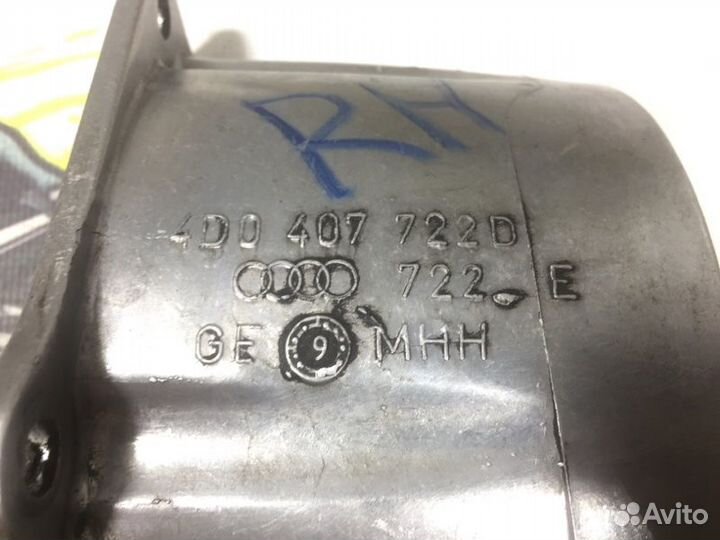 RH
4D0 407 722D
722 E
GE 9 MHH
Avito